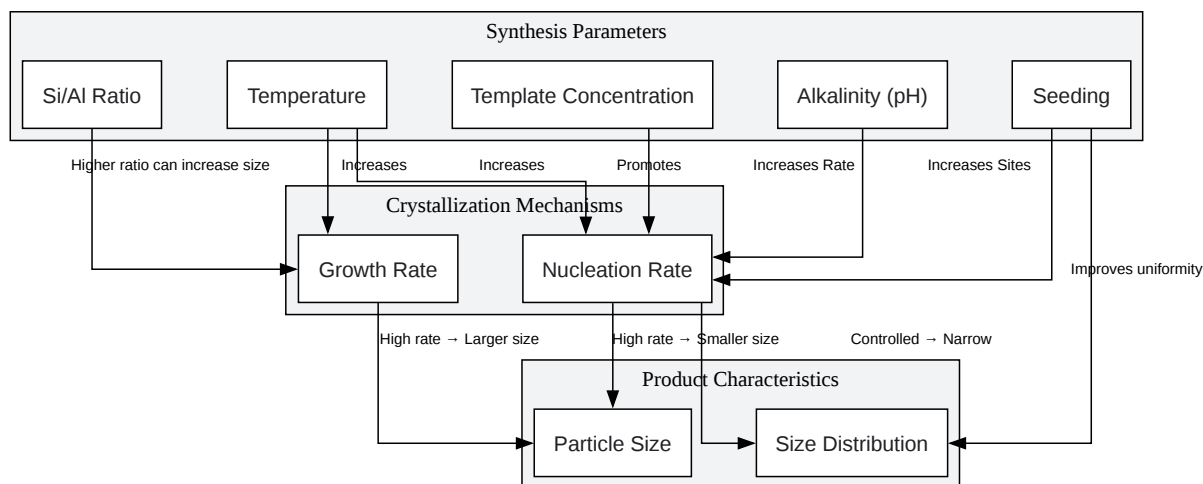 Synthesis Parameters
Si/Al Ratio
Temperature
Template Concentration
Alkalinity (pH)
Seeding
Higher ratio can increase size
Increases
Increases
Promotes
Increases Rate
Increases Sites
Crystallization Mechanisms
Growth Rate
Nucleation Rate
Improves uniformity
High rate → Larger size
High rate → Smaller size
Controlled → Narrow
Product Characteristics
Particle Size
Size Distribution